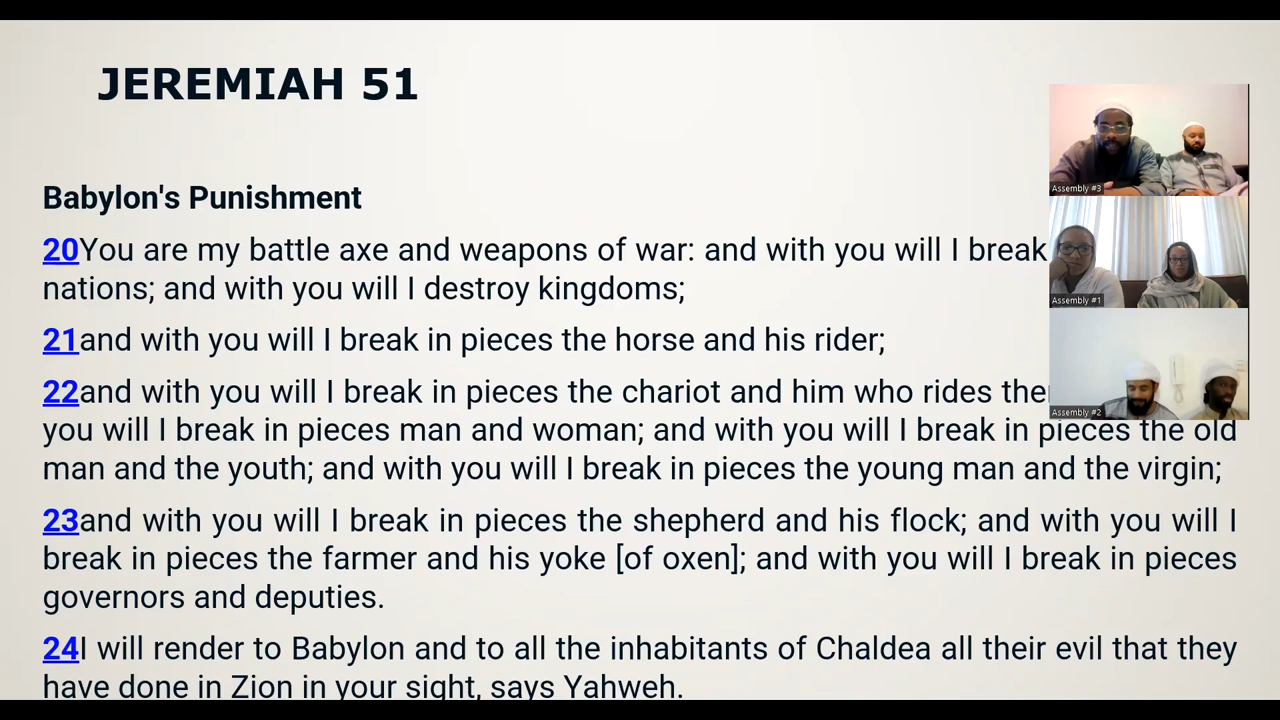 JEREMIAH 51
Babylon's Punishment
20You are my battle axe and weapons of war: and with you will I break
nations; and with you will I destroy kingdoms;
21and with you will I break in pieces the horse and his rider;
22and with you will I break in pieces the chariot and him who rides
you will I break in pieces man and woman; and with you will I break in pieces the old
man and the youth; and with you will I break in pieces the young man and the virgin;
23and with you will I break in pieces the shepherd and his flock; and with you will I
break in pieces the farmer and his yoke [of oxen]; and with you will I break in pieces
governors and deputies.
24I will render to Babylon and to all the inhabitants of Chaldea all their evil that they
have done in Zion in your sight, says Yahweh.
Assembly #3
Assembly #1
Assembly #2